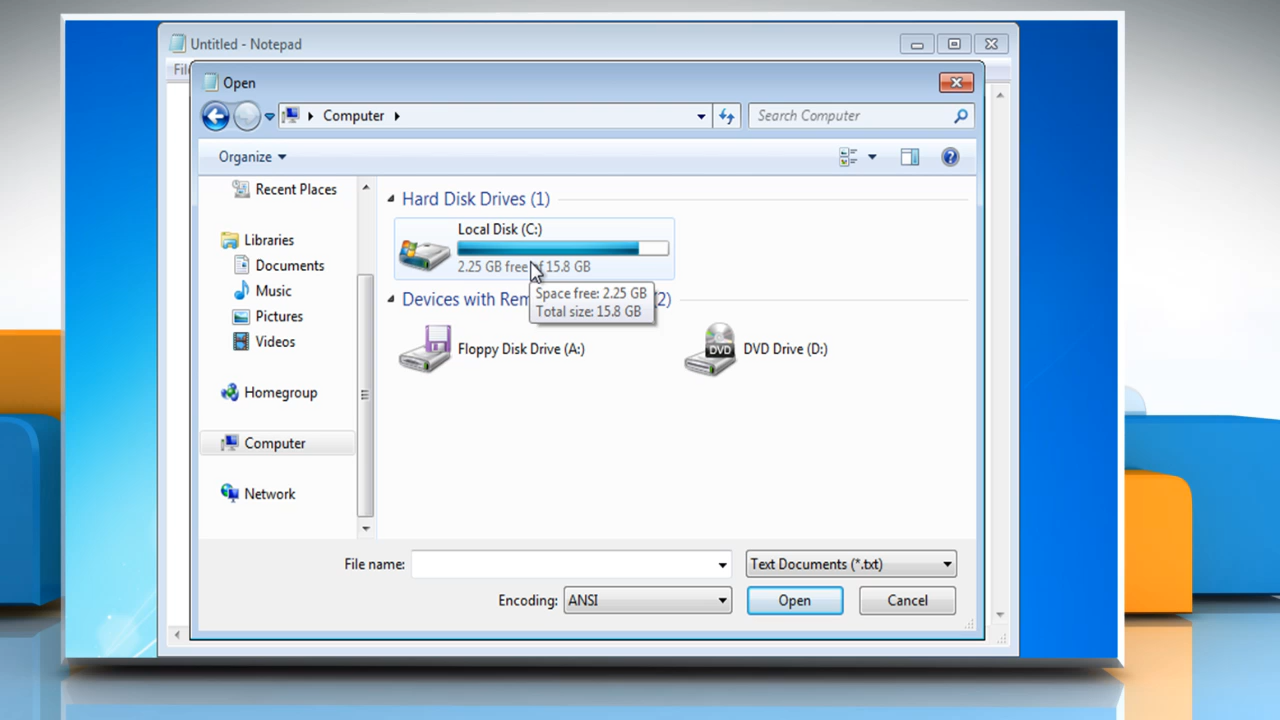 Untitled - Notepad
Fil
Open
Computer
Search Computer
Organize
Recent Places
Libraries
Documents
Music
Pictures
Videos
Homegroup
Computer
Network
Hard Disk Drives (1)
Local Disk (C:)
2.25 GB free of 15.8 GB
Space free: 2.25 GB
Total size: 15.8 GB
Devices with Rem 2)
Floppy Disk Drive (A:)
DVD
DVD Drive (D:)
File name:
Text Documents (*.txt)
Encoding: ANSI
Open
Cancel